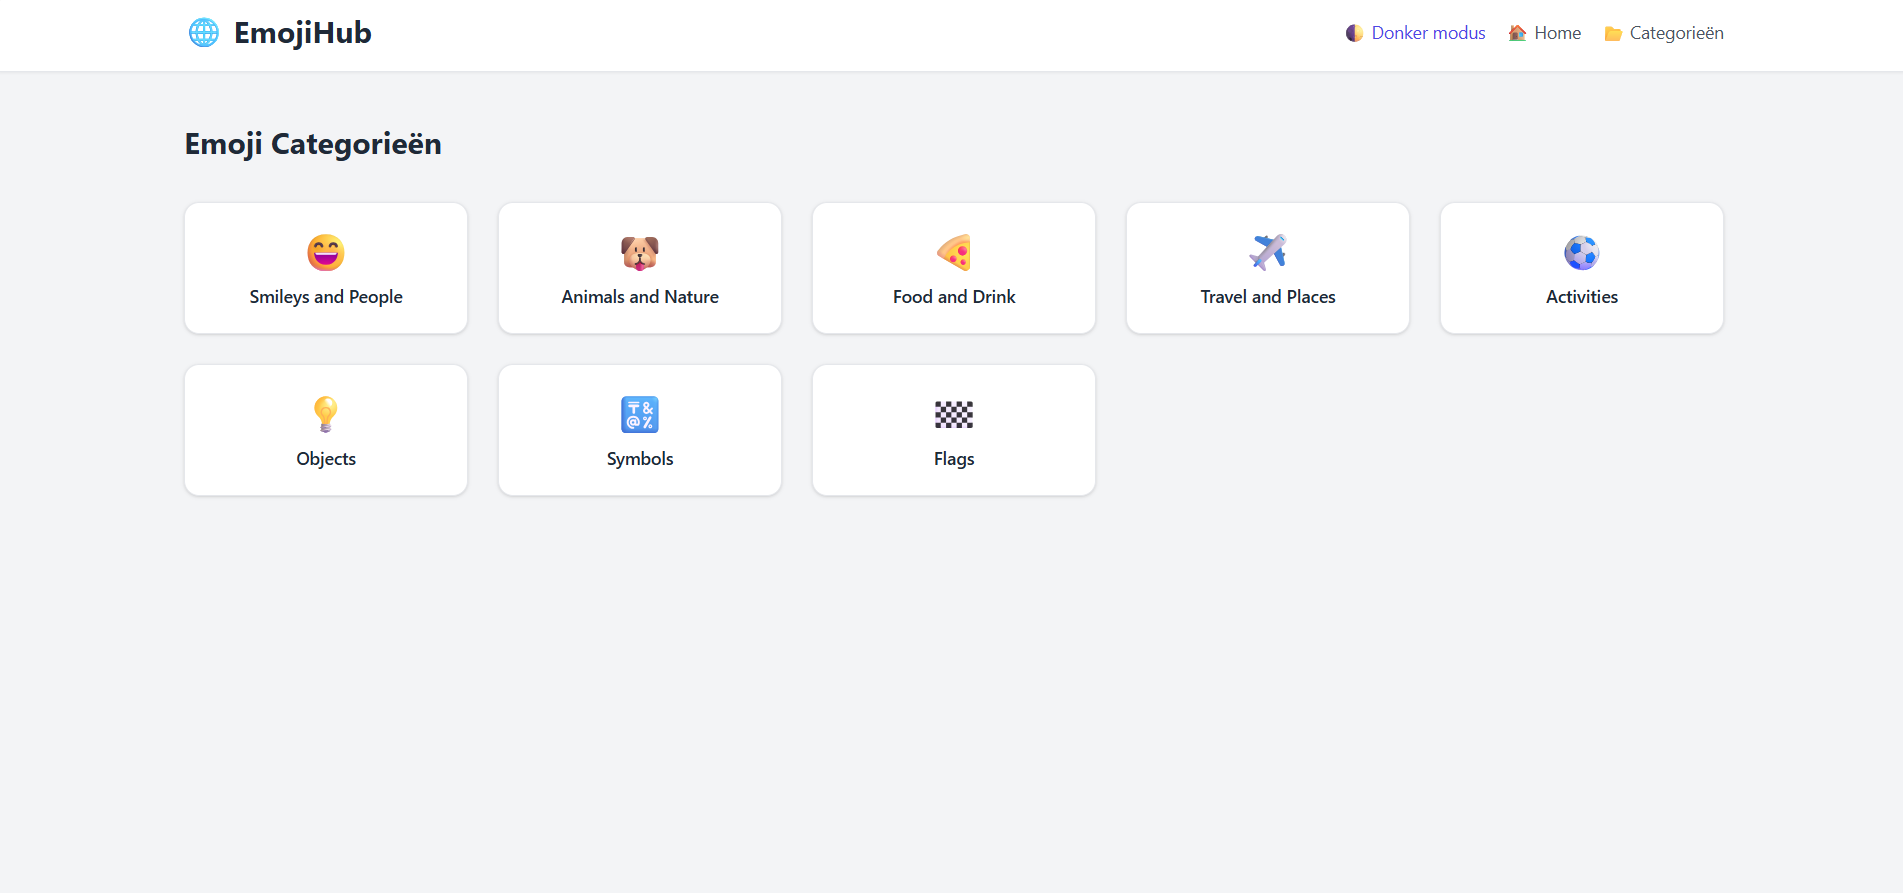 EmojiHub
Donker modus Home Categorieën
Emoji Categorieën
Smileys and People
Animals and Nature
Food and Drink
Travel and Places
Activities
Objects
Symbols
Flags